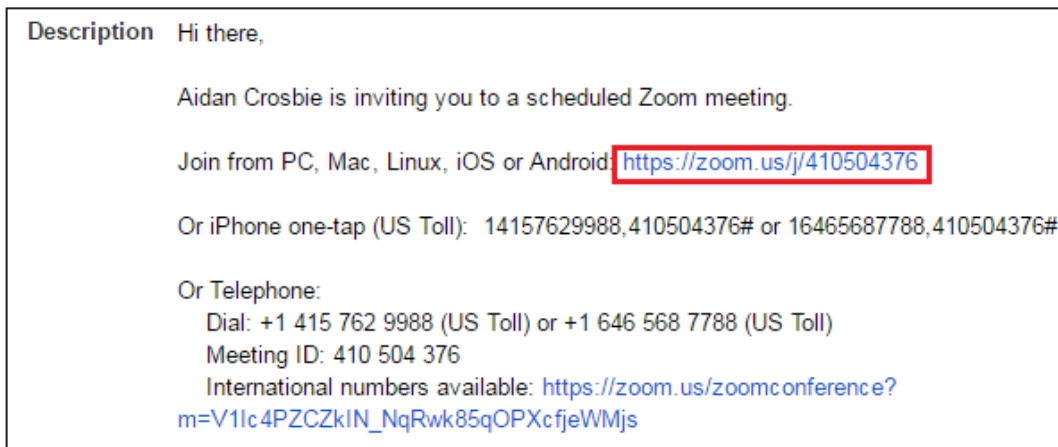 Description Hi there,
Aidan Crosbie is inviting you to a scheduled Zoom meeting.
Join from PC, Mac, Linux, iOS or Android: https://zoom.us/j/410504376
Or iPhone one-tap (US Toll): 14157629988,410504376# or 16465687788,410504376#
Or Telephone:
Dial: +1 415 762 9988 (US Toll) or +1 646 568 7788 (US Toll)
Meeting ID: 410 504 376
International numbers available: https://zoom.us/zoomconference?
m=V1Ic4PZCZkIN_NqRwk85qOPXcfjeWMjs